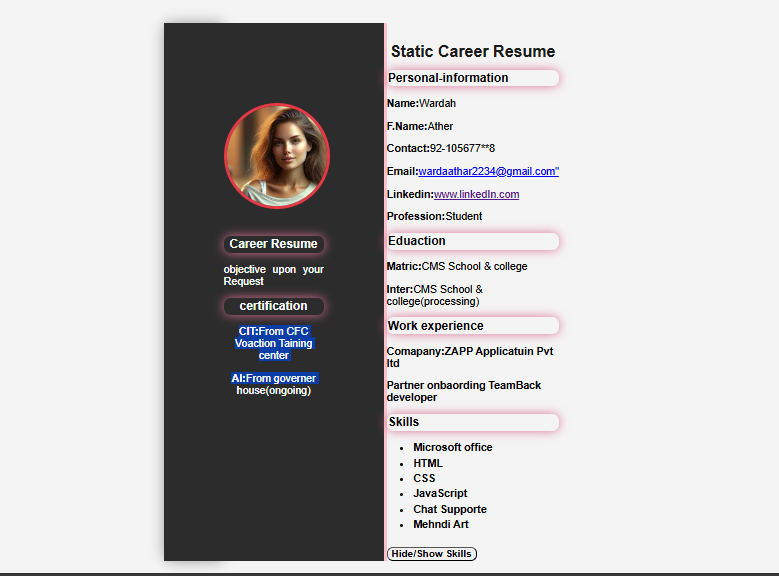 Career Resume
objective upon your
Request
certification
CIT:From CFC
Voaction Taining
center
AI:From governer
house(ongoing)
Static Career Resume
Personal-information
Name:Wardah
F.Name:Ather
Contact:92-105677**8
Email:wardaathar2234@gmail.com"
Linkedin:www.linkedIn.com
Profession:Student
Eduaction
Matric:CMS School & college
Inter:CMS School &
college(processing)
Work experience
Comapany:ZAPP Applicatuin Pvt
ltd
Partner onbaording TeamBack
developer
Skills
• Microsoft office
• HTML
• CSS
• JavaScript
• Chat Supporte
• Mehndi Art
Hide/Show Skills